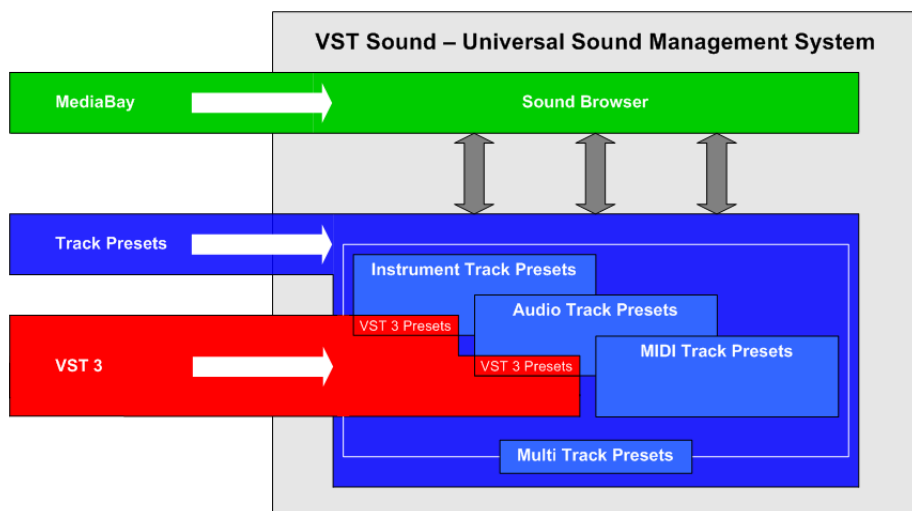 VST Sound – Universal Sound Management System
MediaBay
Sound Browser
Track Presets
Instrument Track Presets
Audio Track Presets
VST 3 Presets
MIDI Track Presets
VST 3
VST 3 Presets
Multi Track Presets